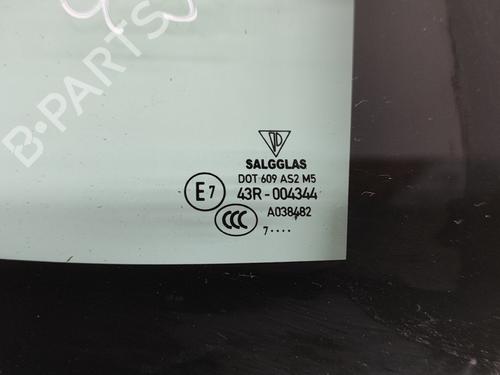 B-PARTS
SALGGLAS
DOT 609 AS2 M5
E7 43R-004344
CCC A038482
7····